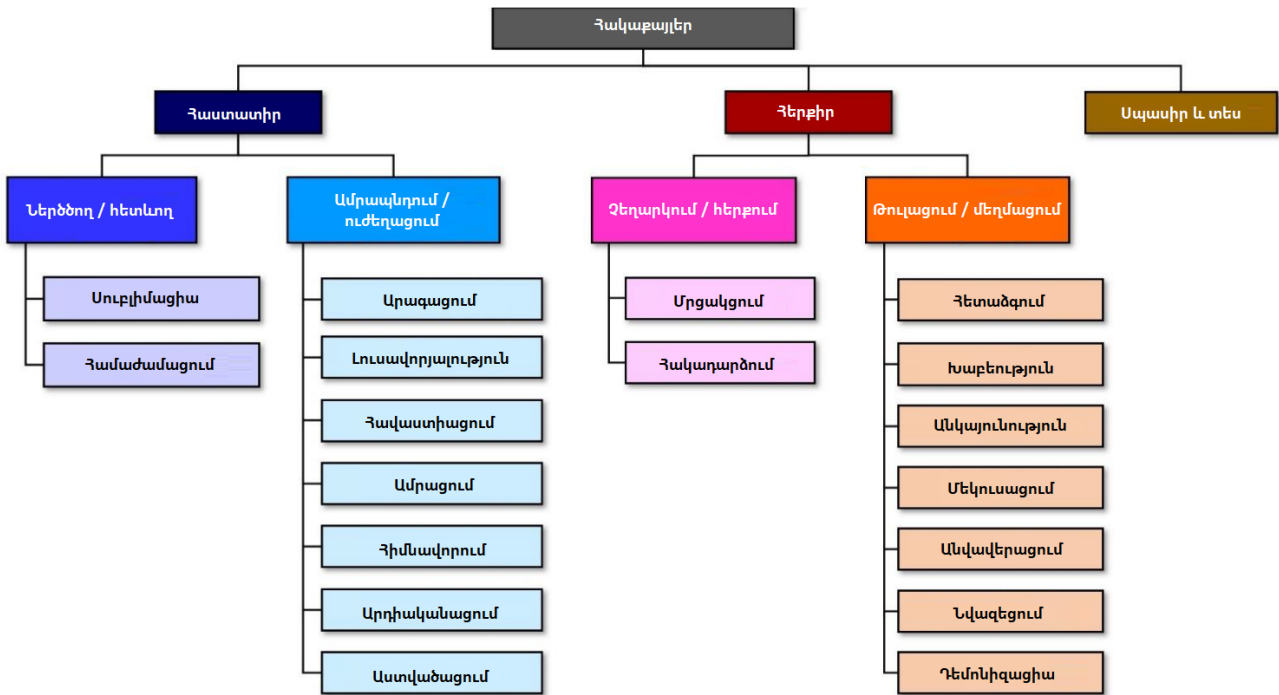 Հակաքայլեր
Հաստատիր
Հերքիր
Սպասիր և տես
Ներծծող / հետևող
Ամրապնդում /
ուժեղացում
Չեղարկում / հերքում
Թուլացում / մեղմացում
Սուբլիմացիա
Համաժամացում
Արագացում
Լուսավորյալություն
Հավաստիացում
Ամրացում
Հիմնավորում
Արդիականացում
Աստվածացում
Մրցակցում
Հակադարձում
Հետաձգում
Խաբեություն
Անկայունություն
Մեկուսացում
Անվավերացում
Նվազեցում
Դեմոնիզացիա